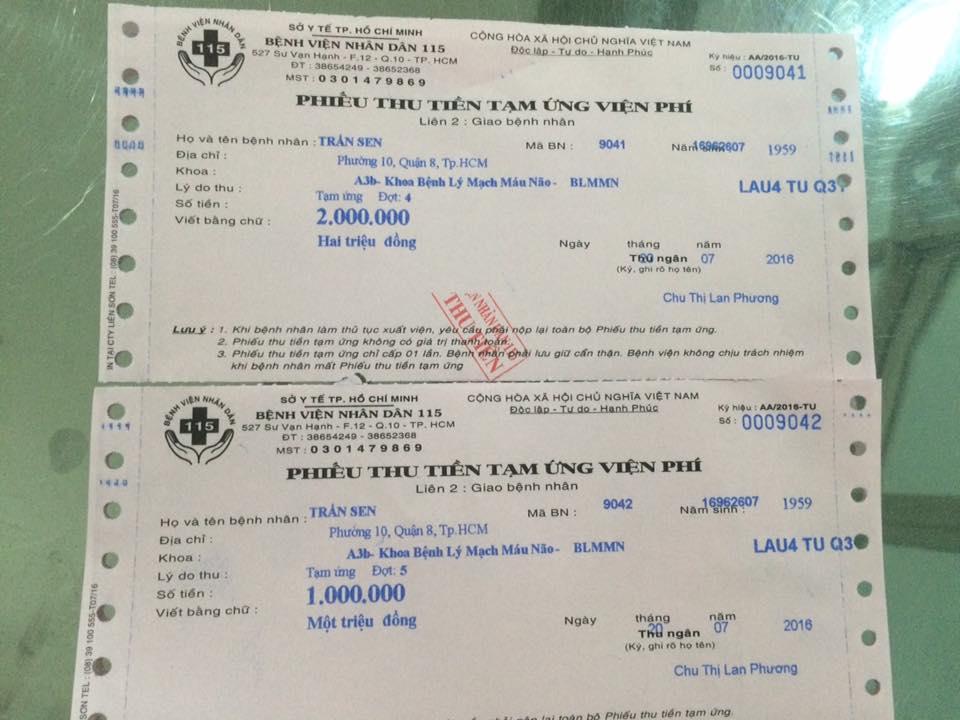 BỆNH VIỆN NHÂN DÂN
115
SỞ Y TẾ TP. HỒ CHÍ MINH
BỆNH VIỆN NHÂN DÂN 115
527 Sư Vạn Hạnh - F.12 - Q.10 - TP. HCM
ĐT : 38654249 - 38652368
MST : 0301479869
CỘNG HÒA XÃ HỘI CHỦ NGHĨA VIỆT NAM
Độc lập - Tự do - Hạnh Phúc
Ký hiệu : AA/2016-TU
Số : 0009041
PHIẾU THU TIỀN TẠM ỨNG VIỆN PHÍ
Liên 2 : Giao bệnh nhân
Họ và tên bệnh nhân : TRẦN SEN Mã BN : 9041 Năm sinh : 16962607 1959
Địa chỉ : Phường 10, Quận 8, Tp.HCM
Khoa : A3b- Khoa Bệnh Lý Mạch Máu Não - BLMMN LAU4 TU Q3
Lý do thu : Tạm ứng Đợt: 4
Số tiền : 2.000.000
Viết bằng chữ : Hai triệu đồng
Ngày tháng năm
20 07 2016
Thu ngân
(Ký, ghi rõ họ tên)
Chu Thị Lan Phương
THU TIỀN
Lưu ý : 1. Khi bệnh nhân làm thủ tục xuất viện, yêu cầu phải nộp lại toàn bộ Phiếu thu tiền tạm ứng.
2. Phiếu thu tiền tạm ứng không có giá trị thanh toán.
3. Phiếu thu tiền tạm ứng chỉ cấp 01 lần. Bệnh nhân phải lưu giữ cẩn thận. Bệnh viện không chịu trách nhiệm
khi bệnh nhân mất Phiếu thu tiền tạm ứng
IN TẠI CTY LIÊN SƠN TEL : (08) 39 100 555-T07/16
BỆNH VIỆN NHÂN DÂN
115
SỞ Y TẾ TP. HỒ CHÍ MINH
BỆNH VIỆN NHÂN DÂN 115
527 Sư Vạn Hạnh - F.12 - Q.10 - TP. HCM
ĐT : 38654249 - 38652368
MST : 0301479869
CỘNG HÒA XÃ HỘI CHỦ NGHĨA VIỆT NAM
Độc lập - Tự do - Hạnh Phúc
Ký hiệu : AA/2016-TU
Số : 0009042
PHIẾU THU TIỀN TẠM ỨNG VIỆN PHÍ
Liên 2 : Giao bệnh nhân
Họ và tên bệnh nhân : TRẦN SEN Mã BN : 9042 Năm sinh : 16962607 1959
Địa chỉ : Phường 10, Quận 8, Tp.HCM
Khoa : A3b- Khoa Bệnh Lý Mạch Máu Não - BLMMN LAU4 TU Q3
Lý do thu : Tạm ứng Đợt: 5
Số tiền : 1.000.000
Viết bằng chữ : Một triệu đồng
Ngày tháng năm
20 07 2016
Thu ngân
(Ký, ghi rõ họ tên)
Chu Thị Lan Phương
lại toàn bộ Phiếu thu tiền tạm ứng.
SƠN TEL : (08) 39 100 555-T07/16